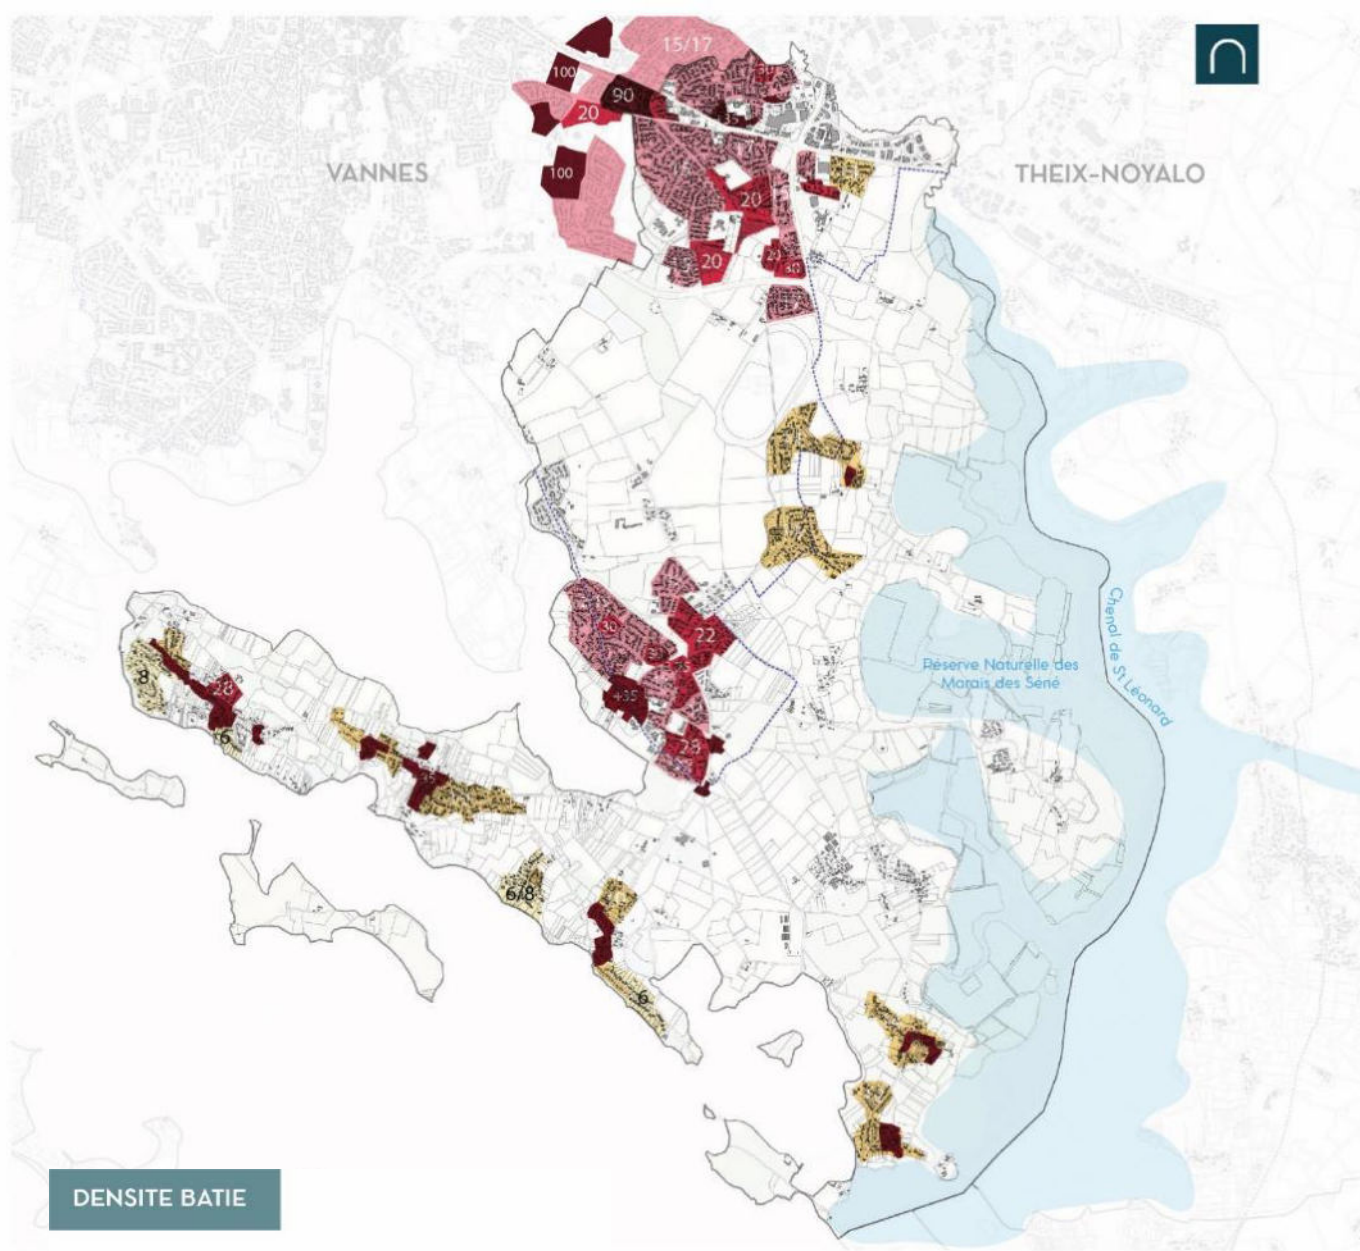 15/17
100
90
20
VANNES
100
THEIX-NOYALO
20
20
30
30
22
Chenal de St Léonard
Réserve Naturelle des
Marais des Séné
8
28
+35
6
28
6/8
6
DENSITE BATIE